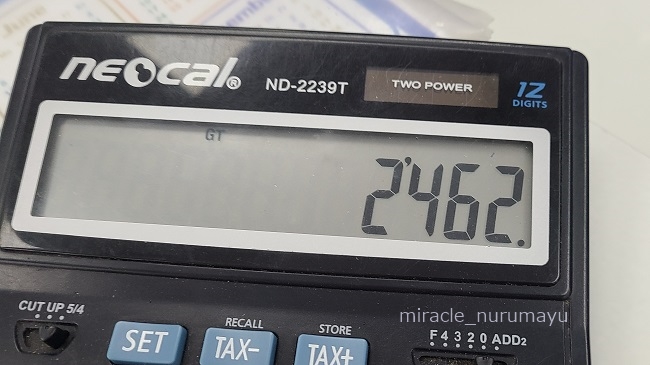 neocal® ND-2239T TWO POWER 12 DIGITS
GT
2'462.
CUT UP 5/4
SET
RECALL
TAX-
STORE
TAX+
F 4 3 2 0 ADD2
miracle_nurumayu